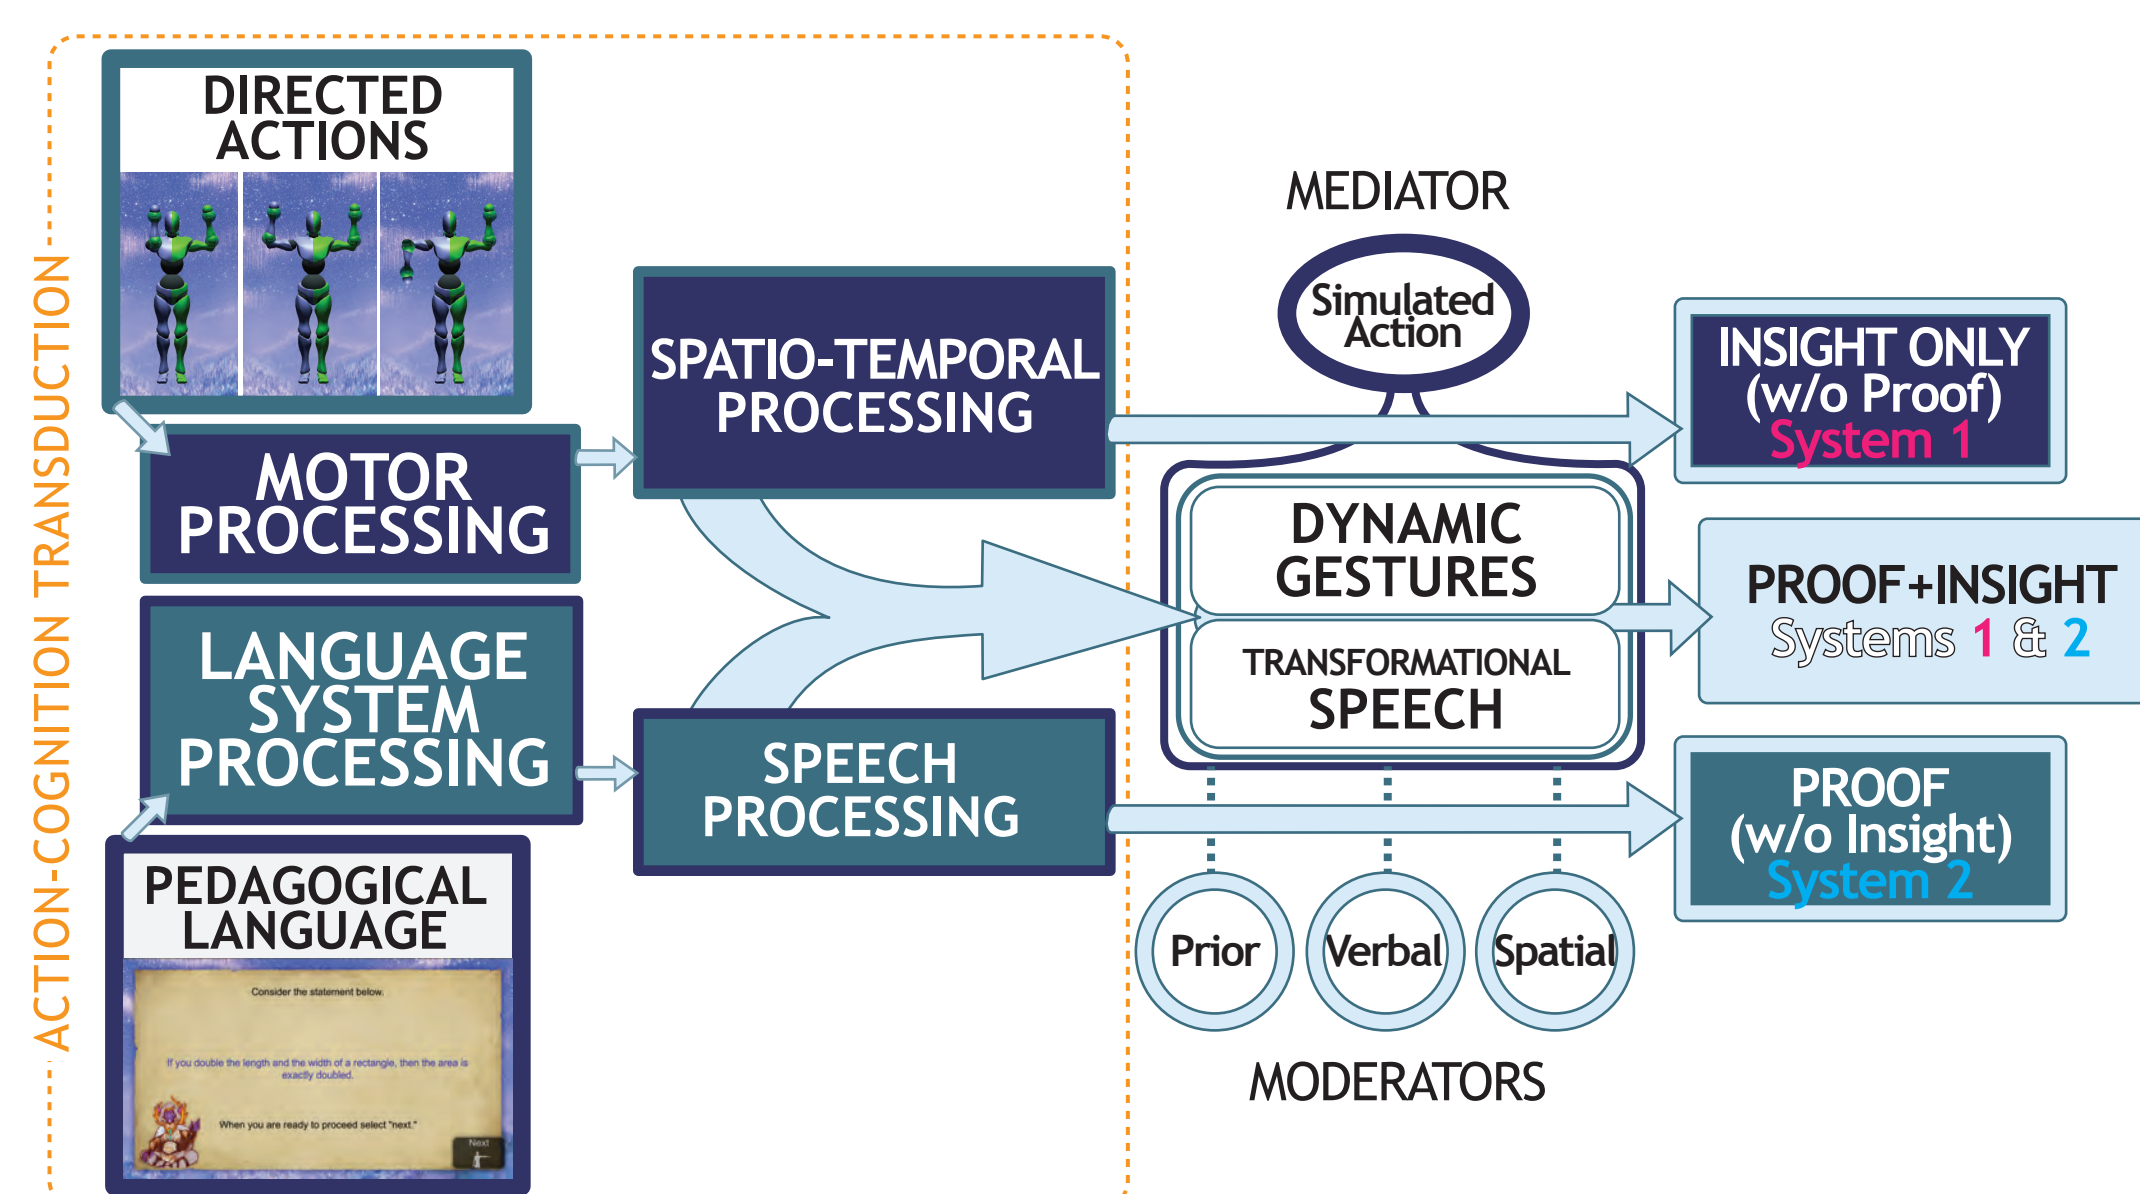 ACTION-COGNITION TRANSDUCTION
DIRECTED
ACTIONS
MOTOR
PROCESSING
LANGUAGE
SYSTEM
PROCESSING
PEDAGOGICAL
LANGUAGE
Consider the statement below.
If you double the length and the width of a rectangle, then the area is
exactly doubled.
When you are ready to proceed select "next."
Next
SPATIO-TEMPORAL
PROCESSING
SPEECH
PROCESSING
MEDIATOR
Simulated
Action
DYNAMIC
GESTURES
TRANSFORMATIONAL
SPEECH
Prior
Verbal
Spatial
MODERATORS
INSIGHT ONLY
(w/o Proof)
System 1
PROOF+INSIGHT
Systems 1 & 2
PROOF
(w/o Insight)
System 2